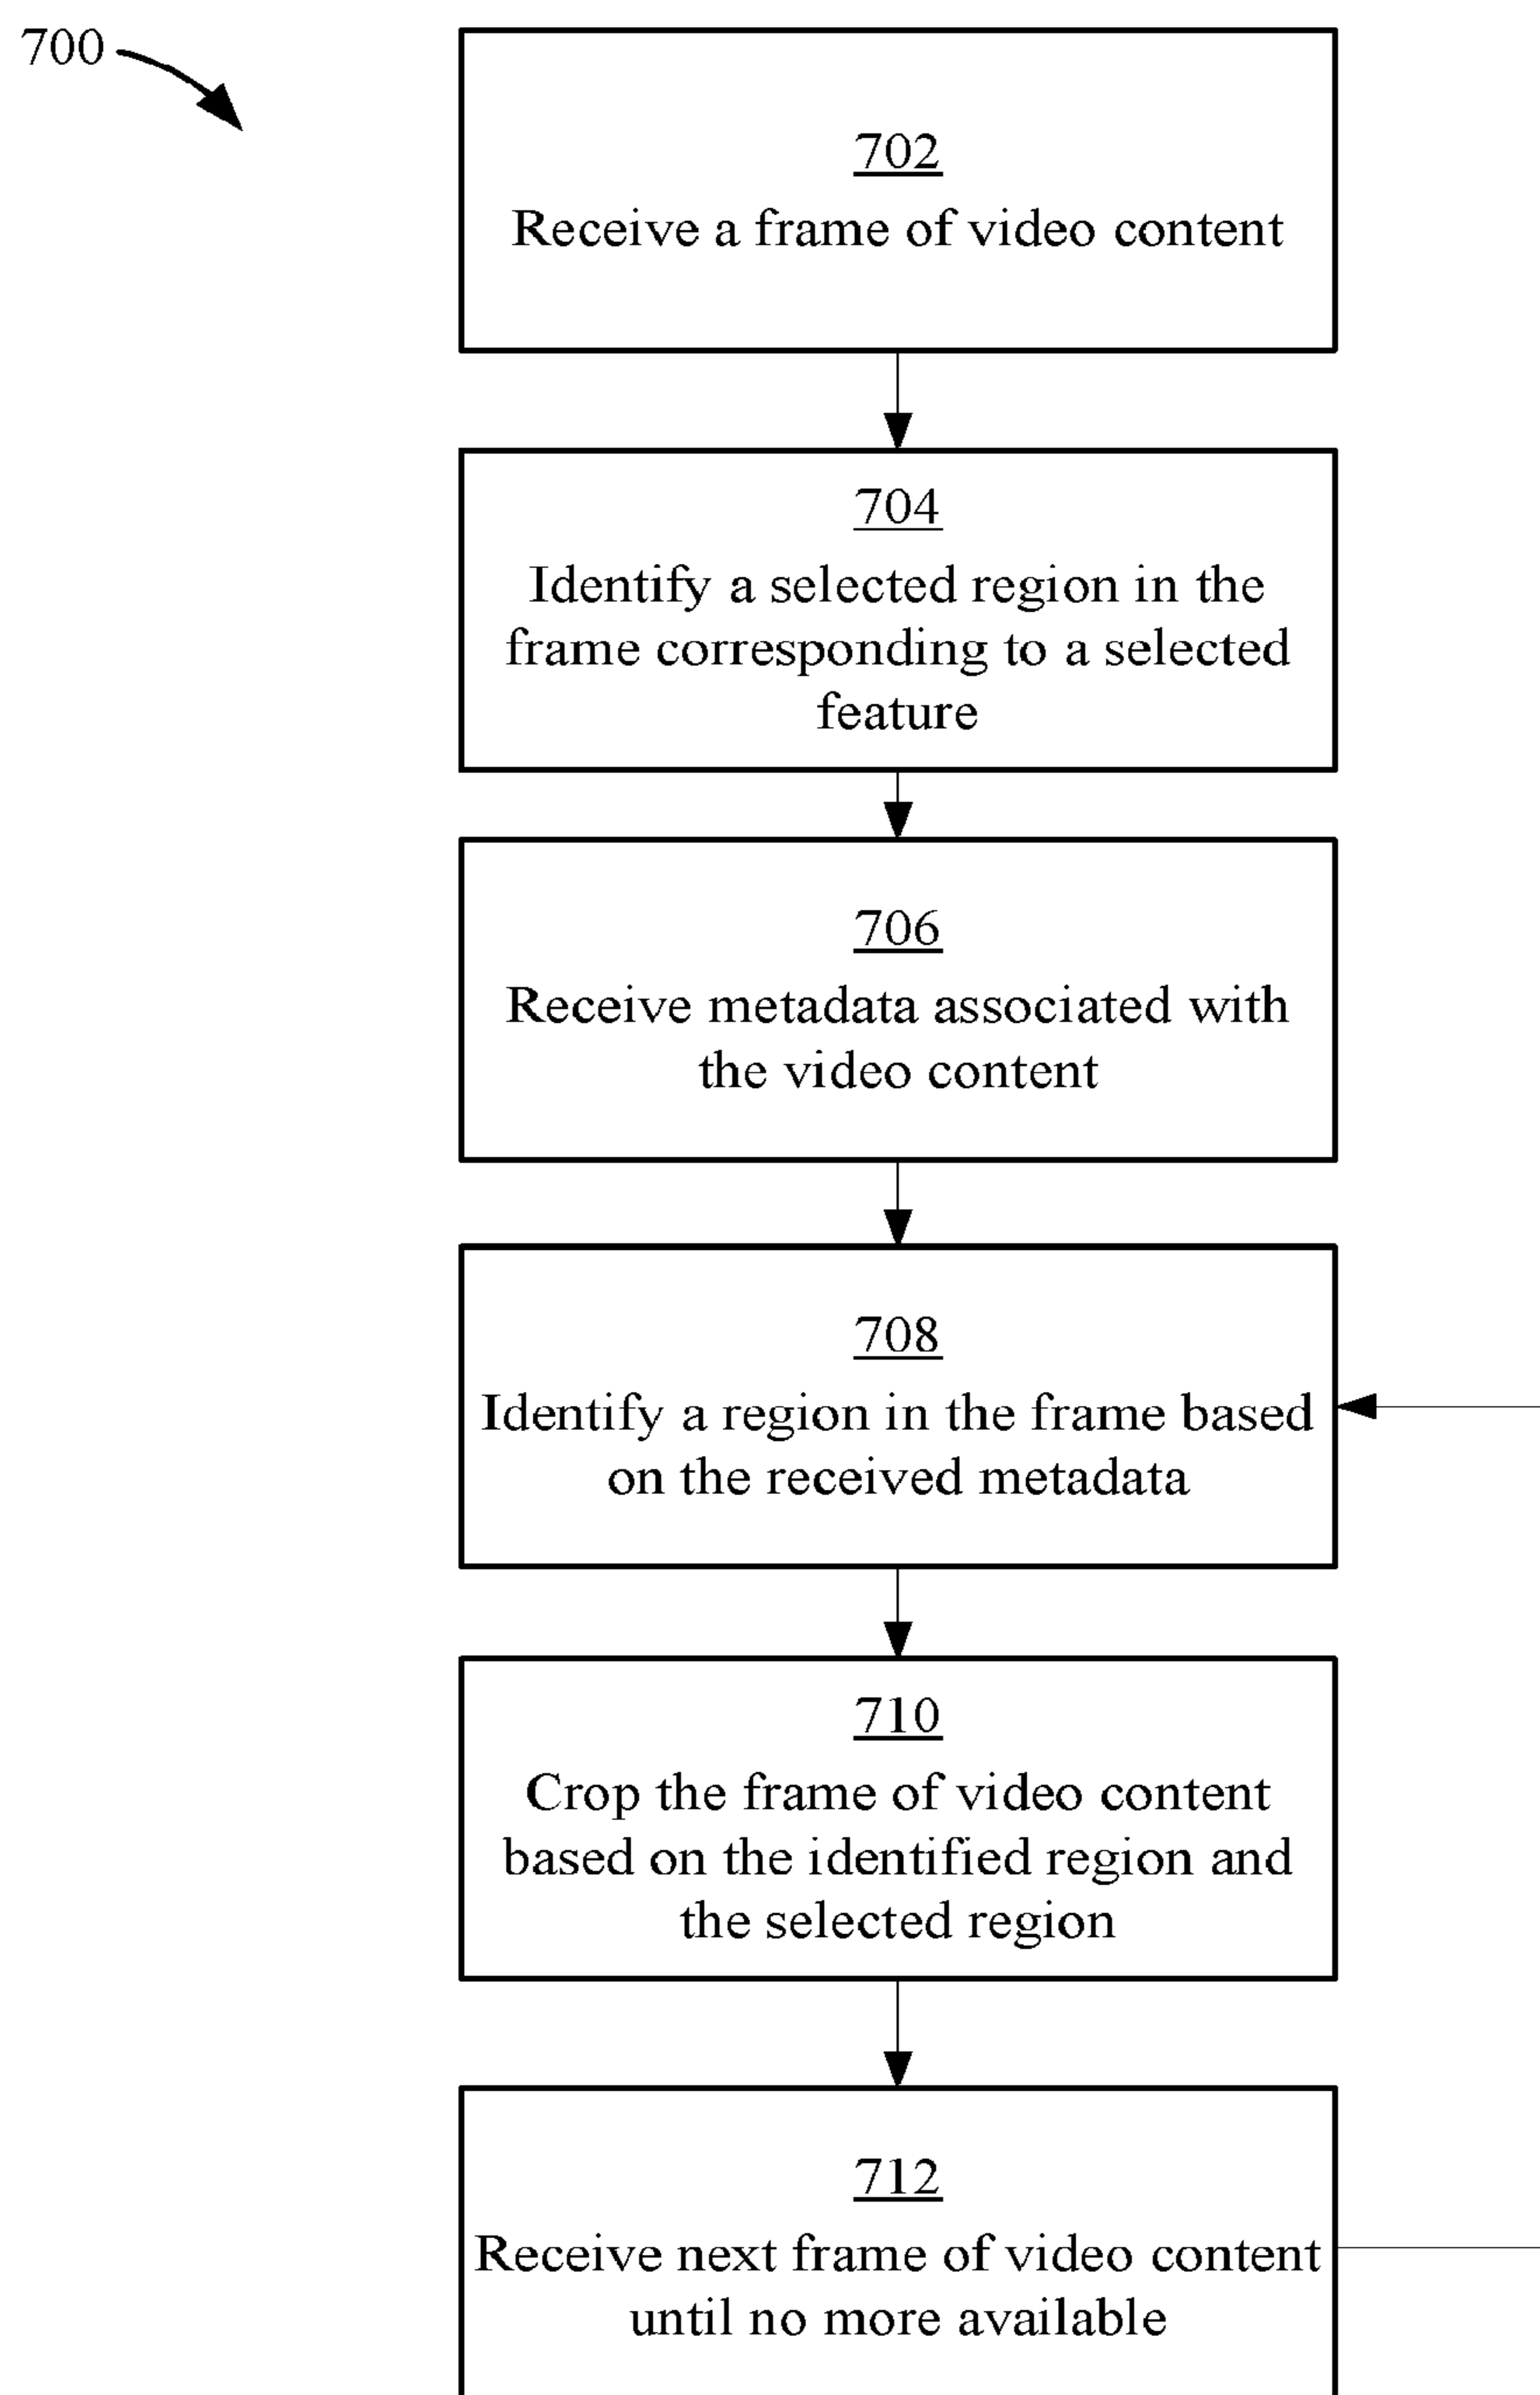 700
702
Receive a frame of video content
704
Identify a selected region in the
frame corresponding to a selected
feature
706
Receive metadata associated with
the video content
708
Identify a region in the frame based
on the received metadata
710
Crop the frame of video content
based on the identified region and
the selected region
712
Receive next frame of video content
until no more available